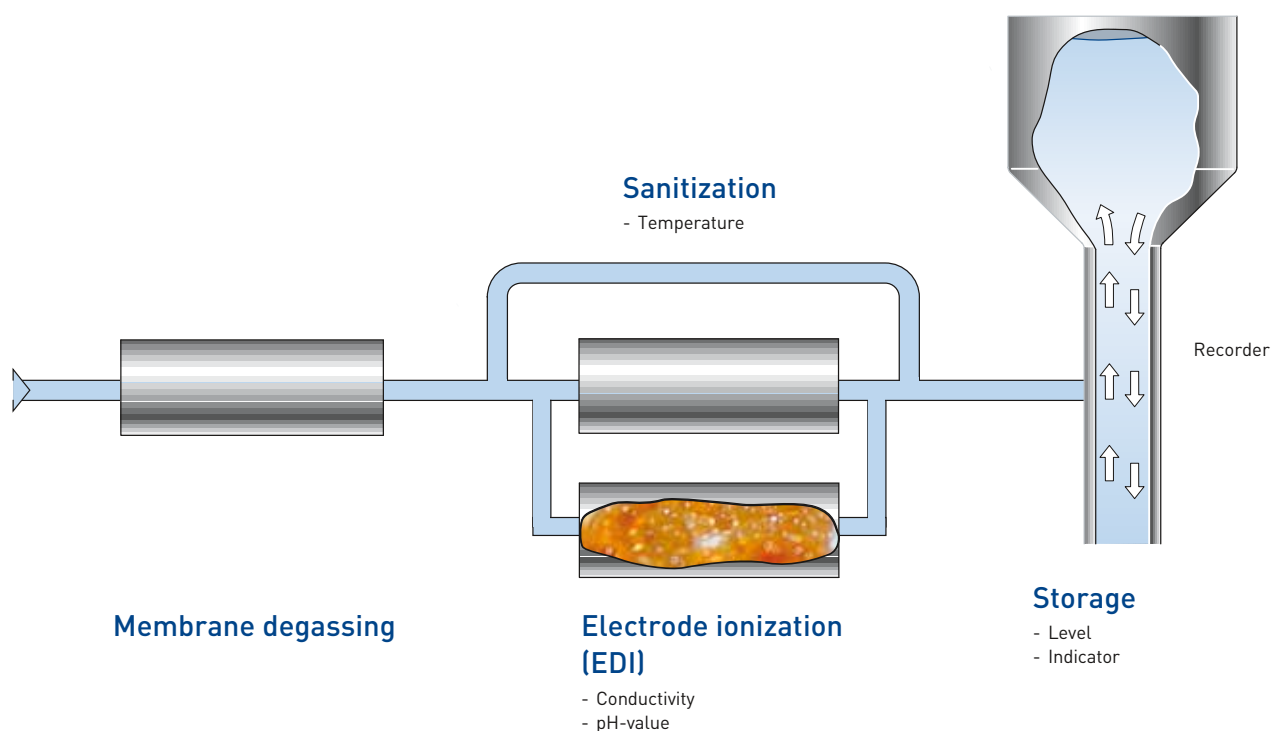 Sanitization
- Temperature
Recorder
Membrane degassing
Electrode ionization
(EDI)
- Conductivity
- pH-value
Storage
- Level
- Indicator